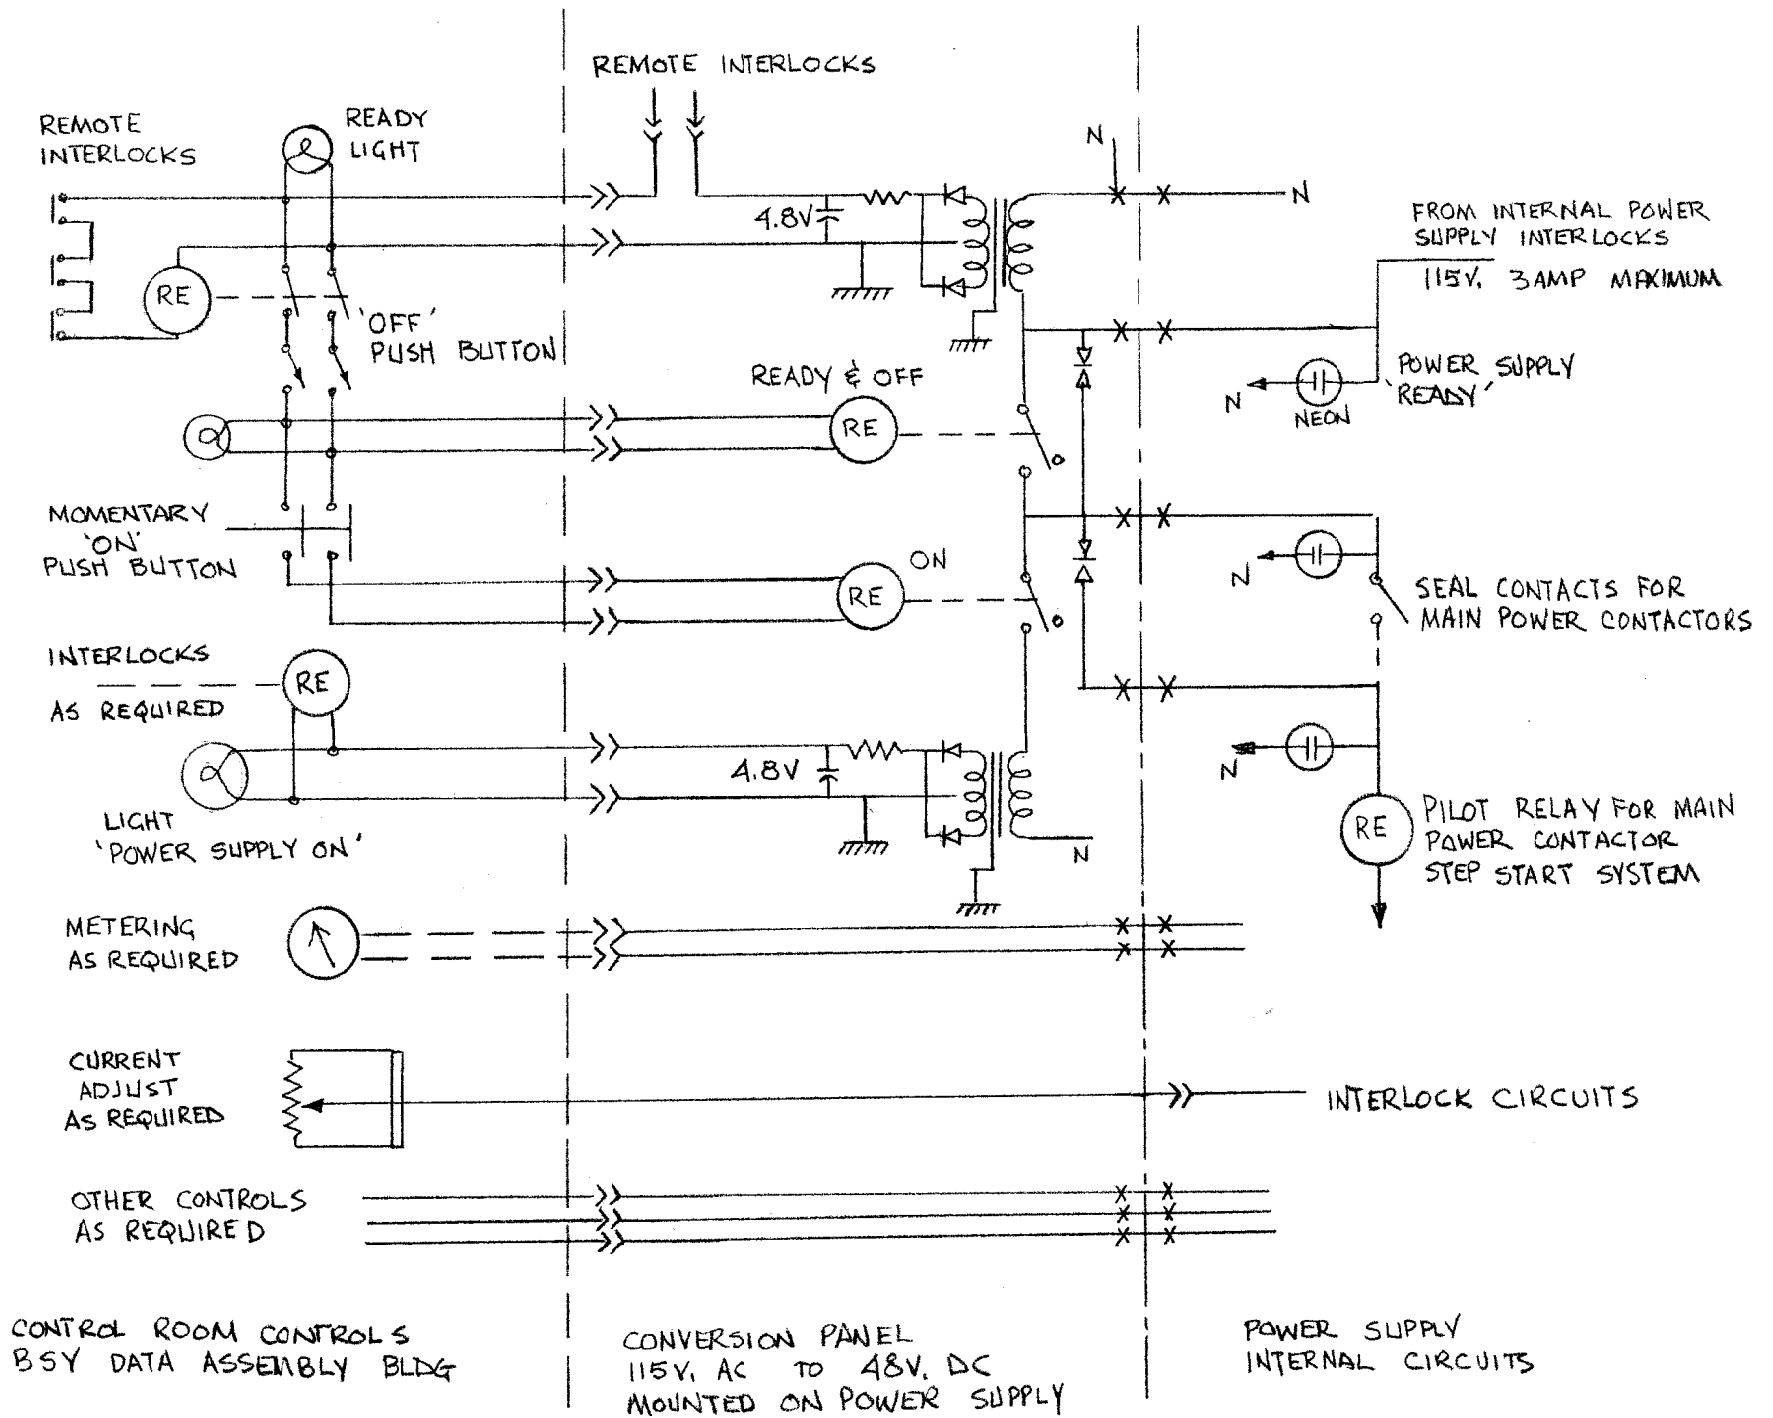 REMOTE INTERLOCKS
REMOTE
INTERLOCKS
READY
LIGHT
N
N
4.8V
FROM INTERNAL POWER
SUPPLY INTERLOCKS
115V. 3AMP MAXIMUM
RE
'OFF'
PUSH BUTTON
READY & OFF
RE
POWER SUPPLY
'READY'
N
NEON
MOMENTARY
'ON'
PUSH BUTTON
ON
RE
N
SEAL CONTACTS FOR
MAIN POWER CONTACTORS
INTERLOCKS
AS REQUIRED
RE
4.8V
N
N
LIGHT
'POWER SUPPLY ON'
RE
PILOT RELAY FOR MAIN
POWER CONTACTOR
STEP START SYSTEM
METERING
AS REQUIRED
CURRENT
ADJUST
AS REQUIRED
INTERLOCK CIRCUITS
OTHER CONTROLS
AS REQUIRED
CONTROL ROOM CONTROLS
BSY DATA ASSEMBLY BLDG
CONVERSION PANEL
115V. AC TO 48V. DC
MOUNTED ON POWER SUPPLY
POWER SUPPLY
INTERNAL CIRCUITS